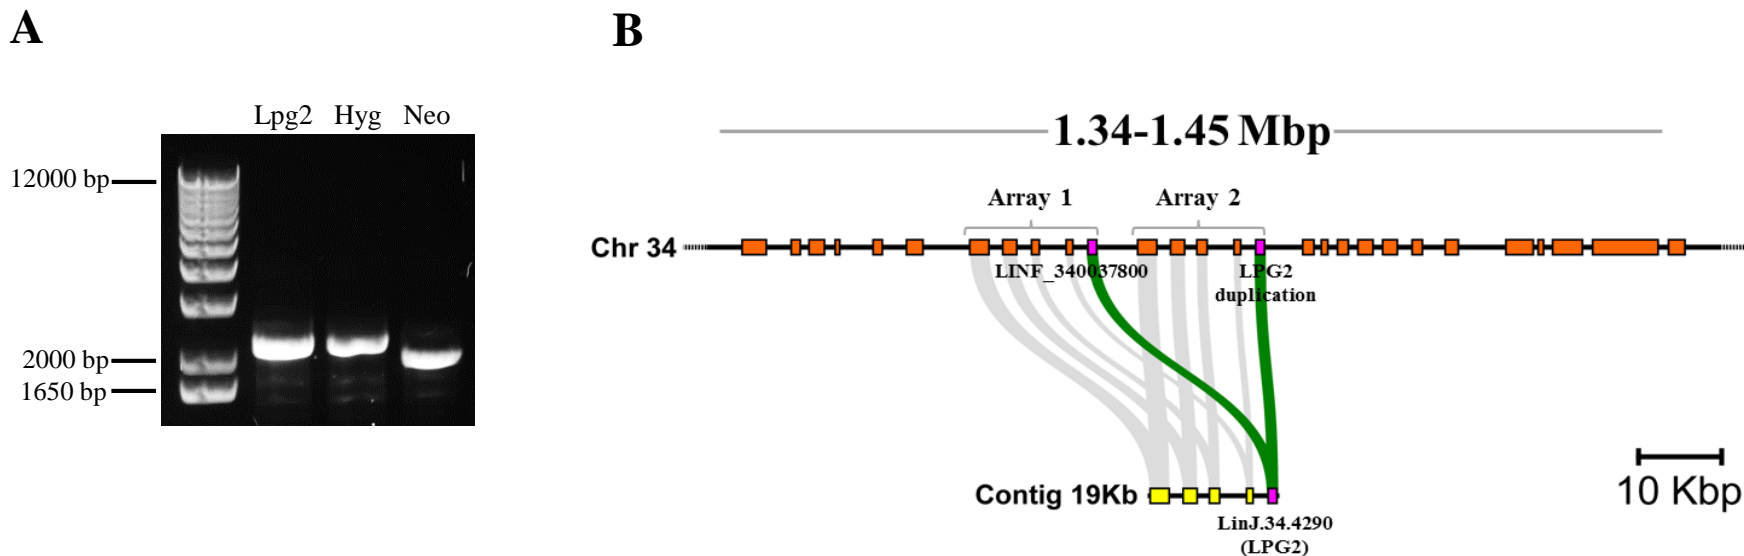 A
Lpg2 Hyg Neo
12000 bp
2000 bp
1650 bp
B
1.34-1.45 Mbp
Array 1 Array 2
Chr 34
LINF_340037800
LPG2
duplication
Contig 19Kb
LinJ.34.4290
(LPG2)
10 Kbp